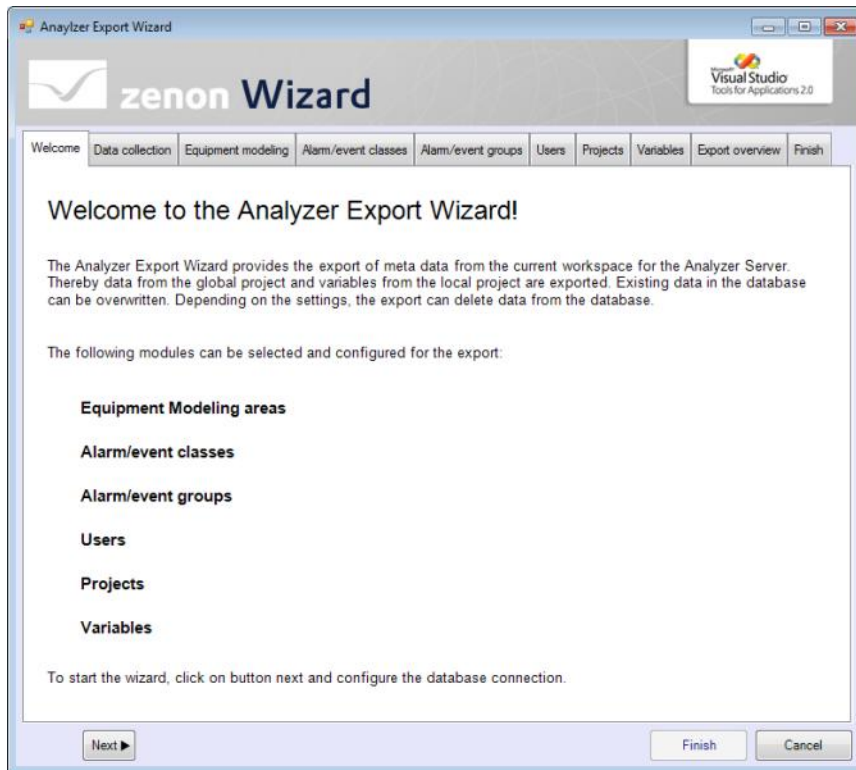 Anaylzer Export Wizard
zenon Wizard
Microsoft
Visual Studio
Tools for Applications 2.0
Welcome Data collection Equipment modeling Alarm/event classes Alarm/event groups Users Projects Variables Export overview Finish
Welcome to the Analyzer Export Wizard!
The Analyzer Export Wizard provides the export of meta data from the current workspace for the Analyzer Server.
Thereby data from the global project and variables from the local project are exported. Existing data in the database
can be overwritten. Depending on the settings, the export can delete data from the database.
The following modules can be selected and configured for the export:
Equipment Modeling areas
Alarm/event classes
Alarm/event groups
Users
Projects
Variables
To start the wizard, click on button next and configure the database connection.
Next Finish Cancel